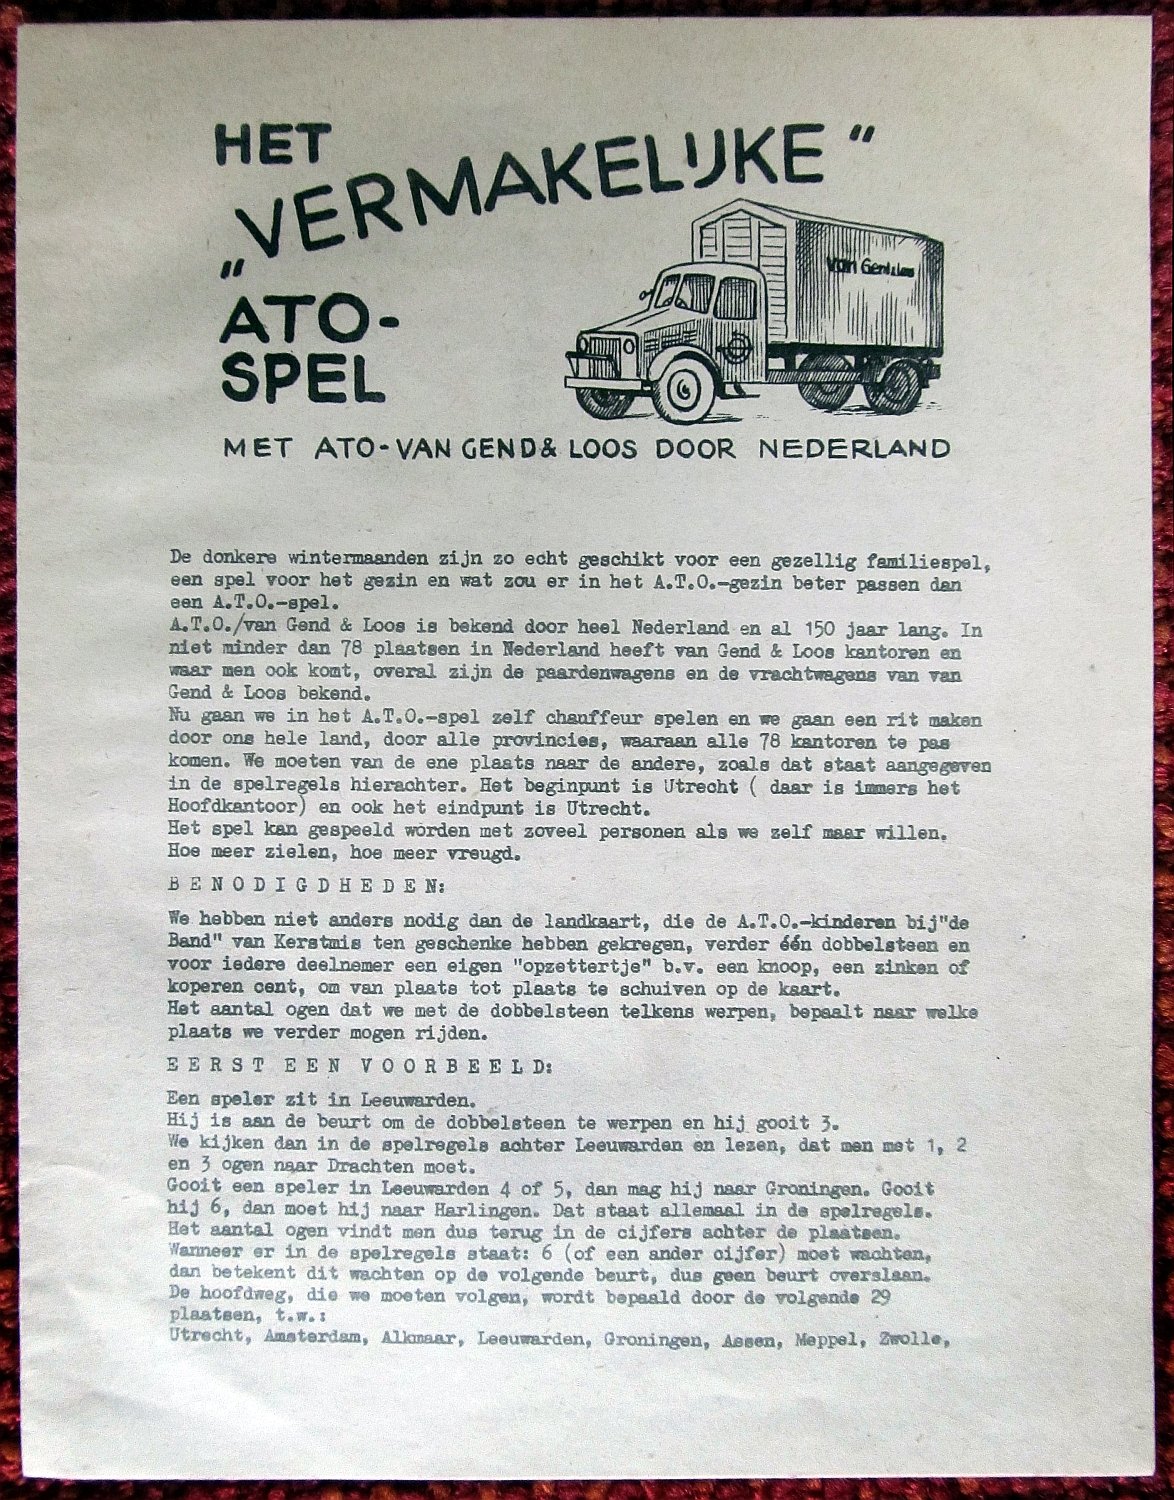 HET
„VERMAKELIJKE"
„ATO-
SPEL
van Gend & Loos
MET ATO-VAN GEND & LOOS DOOR NEDERLAND
De donkere wintermaanden zijn zo echt geschikt voor een gezellig familiespel,
een spel voor het gezin en wat zou er in het A.T.O.-gezin beter passen dan
een A.T.O.-spel.
A.T.O./van Gend & Loos is bekend door heel Nederland en al 150 jaar lang. In
niet minder dan 78 plaatsen in Nederland heeft van Gend & Loos kantoren en
waar men ook komt, overal zijn de paardenwagens en de vrachtwagens van van
Gend & Loos bekend.
Nu gaan we in het A.T.O.-spel zelf chauffeur spelen en we gaan een rit maken
door ons hele land, door alle provincies, waaraan alle 78 kantoren te pas
komen. We moeten van de ene plaats naar de andere, zoals dat staat aangegeven
in de spelregels hierachter. Het beginpunt is Utrecht ( daar is immers het
Hoofdkantoor) en ook het eindpunt is Utrecht.
Het spel kan gespeeld worden met zoveel personen als we zelf maar willen.
Hoe meer zielen, hoe meer vreugd.
B E N O D I G D H E D E N:
We hebben niet anders nodig dan de landkaart, die de A.T.O.-kinderen bij"de
Band" van Kerstmis ten geschenke hebben gekregen, verder één dobbelsteen en
voor iedere deelnemer een eigen "opzettertje" b.v. een knoop, een zinken of
koperen cent, om van plaats tot plaats te schuiven op de kaart.
Het aantal ogen dat we met de dobbelsteen telkens werpen, bepaalt naar welke
plaats we verder mogen rijden.
E E R S T  E E N  V O O R B E E L D:
Een speler zit in Leeuwarden.
Hij is aan de beurt om de dobbelsteen te werpen en hij gooit 3.
We kijken dan in de spelregels achter Leeuwarden en lezen, dat men met 1, 2
en 3 ogen naar Drachten moet.
Gooit een speler in Leeuwarden 4 of 5, dan mag hij naar Groningen. Gooit
hij 6, dan moet hij naar Harlingen. Dat staat allemaal in de spelregels.
Het aantal ogen vindt men dus terug in de cijfers achter de plaatsen.
Wanneer er in de spelregels staat: 6 (of een ander cijfer) moet wachten,
dan betekent dit wachten op de volgende beurt, dus geen beurt overslaan.
De hoofdweg, die we moeten volgen, wordt bepaald door de volgende 29
plaatsen, t.w.:
Utrecht, Amsterdam, Alkmaar, Leeuwarden, Groningen, Assen, Meppel, Zwolle,